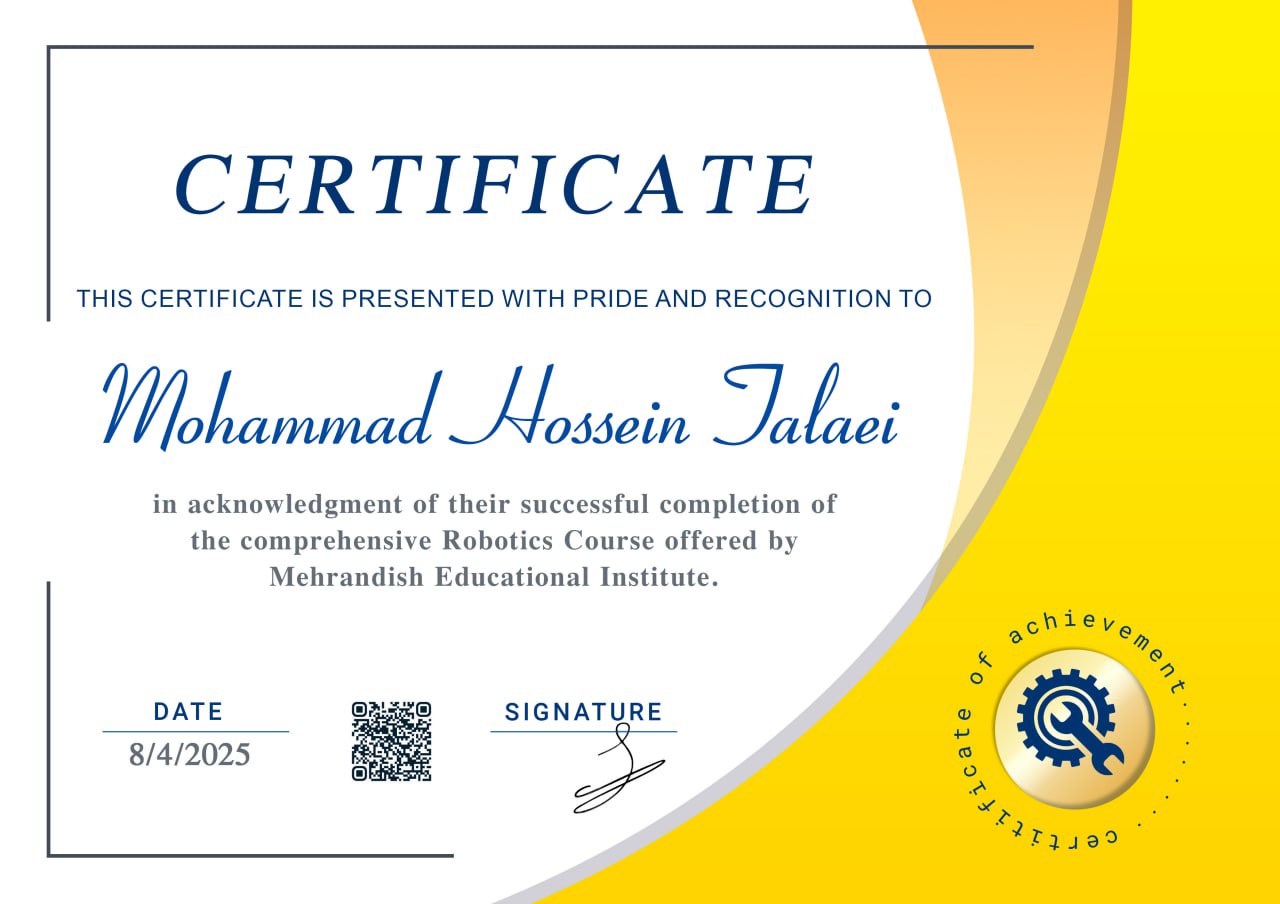 CERTIFICATE
THIS CERTIFICATE IS PRESENTED WITH PRIDE AND RECOGNITION TO
Mohammad Hossein Talaei
in acknowledgment of their successful completion of
the comprehensive Robotics Course offered by
Mehrandish Educational Institute.
DATE
8/4/2025
SIGNATURE
certificate of achievement........